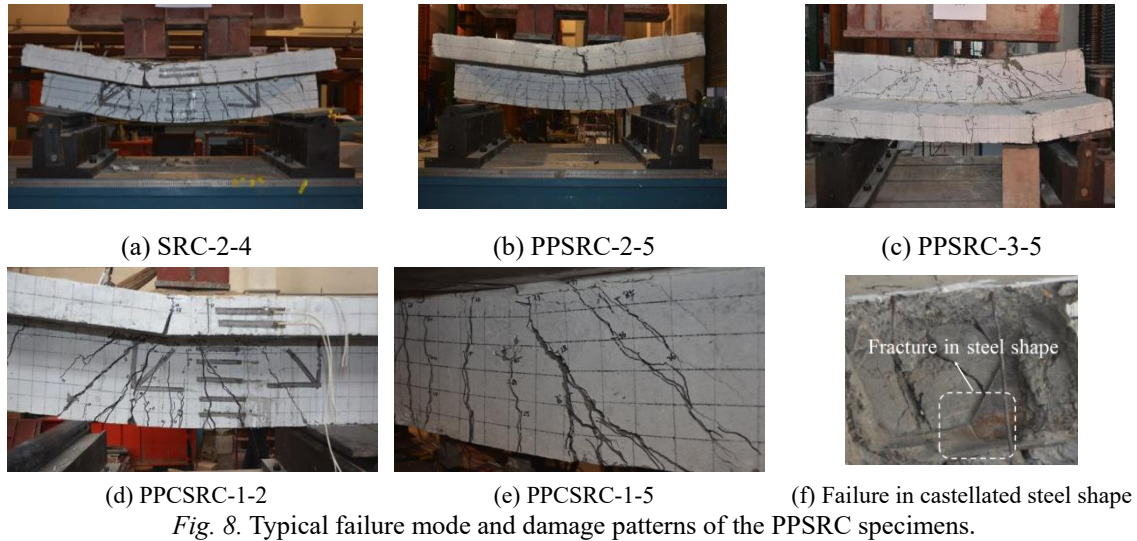 (a) SRC-2-4
(b) PPSRC-2-5
(c) PPSRC-3-5
Fracture in steel shape
(d) PPCSRC-1-2
(e) PPCSRC-1-5
(f) Failure in castellated steel shape
Fig. 8. Typical failure mode and damage patterns of the PPSRC specimens.